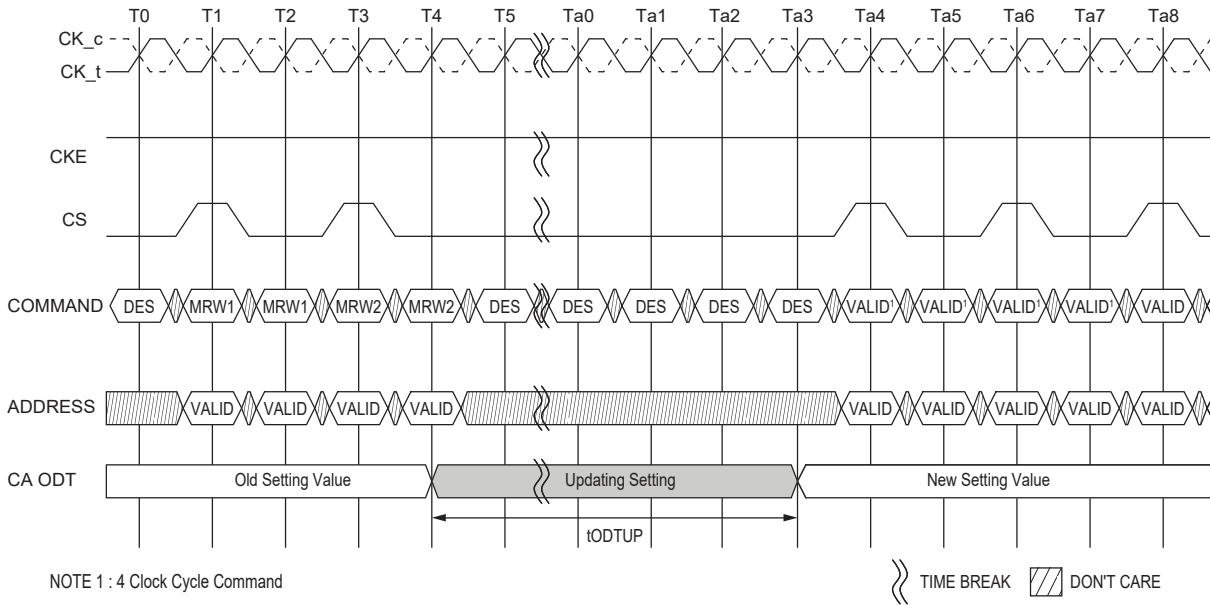 T0 T1 T2 T3 T4 T5 Ta0 Ta1 Ta2 Ta3 Ta4 Ta5 Ta6 Ta7 Ta8
CK_c
CK_t
CKE
CS
COMMAND DES MRW1 MRW1 MRW2 MRW2 DES DES DES DES DES VALID¹ VALID¹ VALID¹ VALID¹ VALID
ADDRESS VALID VALID VALID VALID VALID VALID VALID VALID VALID
CA ODT Old Setting Value Updating Setting New Setting Value
tODTUP
NOTE 1 : 4 Clock Cycle Command TIME BREAK DON'T CARE